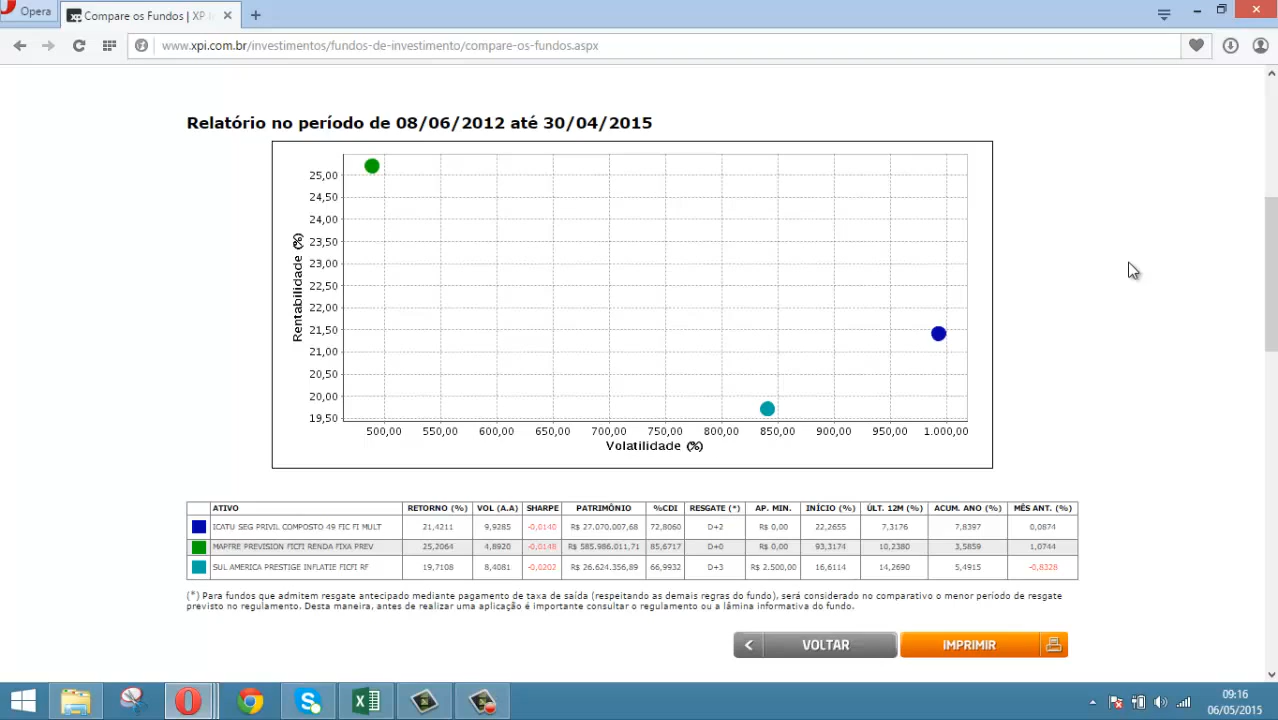 Opera
Compare os Fundos | XP-I
www.xpi.com.br/investimentos/fundos-de-investimento/compare-os-fundos.aspx
Relatório no período de 08/06/2012 até 30/04/2015
25,00
24,50
24,00
23,50
23,00
22,50
22,00
21,50
21,00
20,50
20,00
19,50
Rentabilidade (%)
500,00 550,00 600,00 650,00 700,00 750,00 800,00 850,00 900,00 950,00 1.000,00
Volatilidade (%)
ATIVO RETORNO (%) VOL (A.A) SHARPE PATRIMÔNIO %CDI RESGATE (*) AP. MIN. INÍCIO (%) ÚLT. 12M (%) ACUM. ANO (%) MÊS ANT. (%)
ICATU SEG PRIVIL COMPOSTO 49 FIC FI MULT 21,4211 9,9285 -0,0140 R$ 27.070.007,68 72,8060 D+2 R$ 0,00 22,2655 7,3176 7,8397 0,0874
MAPFRE PREVISION FICFI RENDA FIXA PREV 25,2064 4,8920 -0,0148 R$ 585.986.011,71 85,6717 D+0 R$ 0,00 93,3174 10,2380 3,5859 1,0744
SUL AMERICA PRESTIGE INFLATIE FICFI RF 19,7108 8,4081 -0,0202 R$ 26.624.356,89 66,9932 D+3 R$ 2.500,00 16,6114 14,2690 5,4915 -0,8328
(*) Para fundos que admitem resgate antecipado mediante pagamento de taxa de saída (respeitando as demais regras do fundo), será considerado no comparativo o menor período de resgate
previsto no regulamento. Desta maneira, antes de realizar uma aplicação é importante consultar o regulamento ou a lâmina informativa do fundo.
VOLTAR IMPRIMIR
09:16
06/05/2015